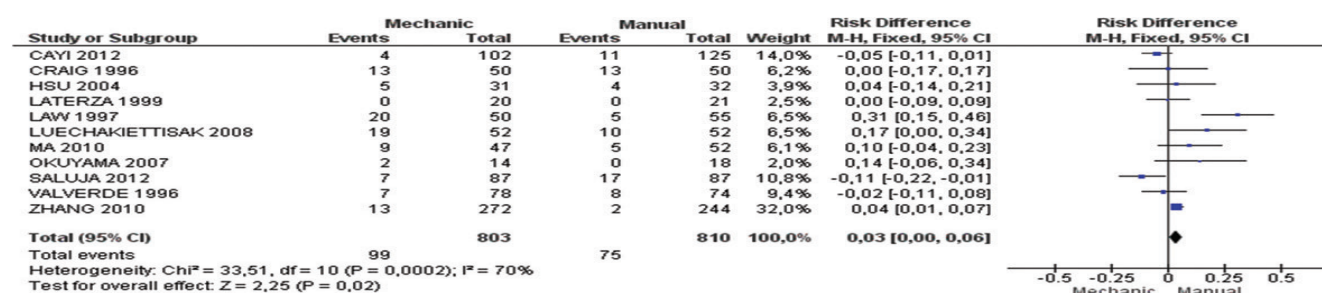 Mechanic Manual Risk Difference Risk Difference
Study or Subgroup Events Total Events Total Weight M-H, Fixed, 95% CI M-H, Fixed, 95% CI
CAYI 2012 4 102 11 125 14,0% -0,05 [-0,11, 0,01]
CRAIG 1996 13 50 13 50 6,2% 0,00 [-0,17, 0,17]
HSU 2004 5 31 4 32 3,9% 0,04 [-0,14, 0,21]
LATERZA 1999 0 20 0 21 2,5% 0,00 [-0,09, 0,09]
LAW 1997 20 50 5 55 6,5% 0,31 [0,15, 0,46]
LUECHAKIETTISAK 2008 19 52 10 52 6,5% 0,17 [0,00, 0,34]
MA 2010 9 47 5 52 6,1% 0,10 [-0,04, 0,23]
OKUYAMA 2007 2 14 0 18 2,0% 0,14 [-0,06, 0,34]
SALUJA 2012 7 87 17 87 10,8% -0,11 [-0,22, -0,01]
VALVERDE 1996 7 78 8 74 9,4% -0,02 [-0,11, 0,08]
ZHANG 2010 13 272 2 244 32,0% 0,04 [0,01, 0,07]
Total (95% CI) 803 810 100,0% 0,03 [0,00, 0,06]
Total events 99 75
Heterogeneity: Chi² = 33,51, df = 10 (P = 0,0002); I² = 70%
Test for overall effect: Z = 2,25 (P = 0,02)
-0.5 -0.25 0 0.25 0.5
Mechanic Manual